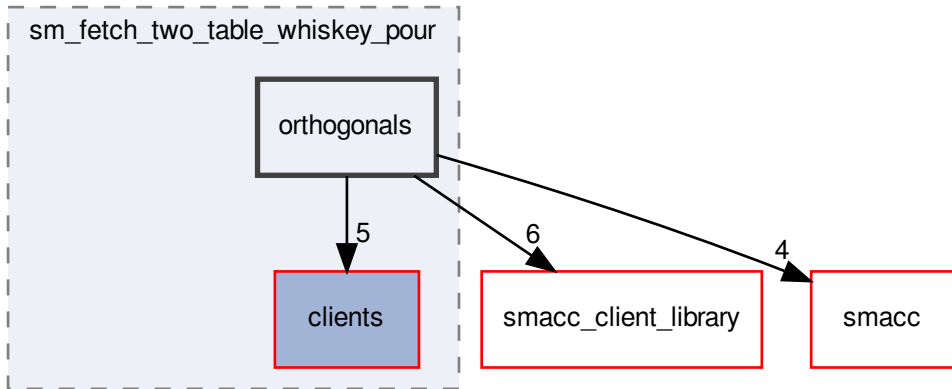 sm_fetch_two_table_whiskey_pour
orthogonals
5
6
4
clients
smacc_client_library
smacc